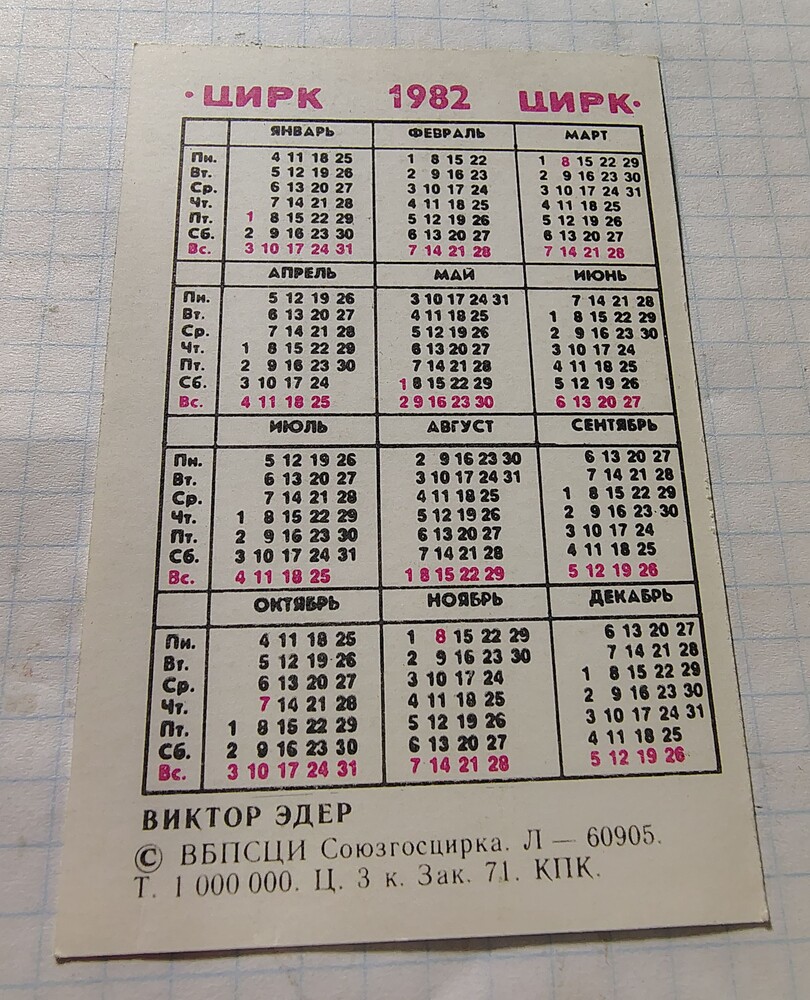 · ЦИРК 1982 ЦИРК ·
ЯНВАРЬ ФЕВРАЛЬ МАРТ
Пн. 4 11 18 25 1 8 15 22 1 8 15 22 29
Вт. 5 12 19 26 2 9 16 23 2 9 16 23 30
Ср. 6 13 20 27 3 10 17 24 3 10 17 24 31
Чт. 7 14 21 28 4 11 18 25 4 11 18 25
Пт. 1 8 15 22 29 5 12 19 26 5 12 19 26
Сб. 2 9 16 23 30 6 13 20 27 6 13 20 27
Вс. 3 10 17 24 31 7 14 21 28 7 14 21 28
АПРЕЛЬ МАЙ ИЮНЬ
Пн. 5 12 19 26 3 10 17 24 31 7 14 21 28
Вт. 6 13 20 27 4 11 18 25 1 8 15 22 29
Ср. 7 14 21 28 5 12 19 26 2 9 16 23 30
Чт. 1 8 15 22 29 6 13 20 27 3 10 17 24
Пт. 2 9 16 23 30 7 14 21 28 4 11 18 25
Сб. 3 10 17 24 1 8 15 22 29 5 12 19 26
Вс. 4 11 18 25 2 9 16 23 30 6 13 20 27
ИЮЛЬ АВГУСТ СЕНТЯБРЬ
Пн. 5 12 19 26 2 9 16 23 30 6 13 20 27
Вт. 6 13 20 27 3 10 17 24 31 7 14 21 28
Ср. 7 14 21 28 4 11 18 25 1 8 15 22 29
Чт. 1 8 15 22 29 5 12 19 26 2 9 16 23 30
Пт. 2 9 16 23 30 6 13 20 27 3 10 17 24
Сб. 3 10 17 24 31 7 14 21 28 4 11 18 25
Вс. 4 11 18 25 1 8 15 22 29 5 12 19 26
ОКТЯБРЬ НОЯБРЬ ДЕКАБРЬ
Пн. 4 11 18 25 1 8 15 22 29 6 13 20 27
Вт. 5 12 19 26 2 9 16 23 30 7 14 21 28
Ср. 6 13 20 27 3 10 17 24 1 8 15 22 29
Чт. 7 14 21 28 4 11 18 25 2 9 16 23 30
Пт. 1 8 15 22 29 5 12 19 26 3 10 17 24 31
Сб. 2 9 16 23 30 6 13 20 27 4 11 18 25
Вс. 3 10 17 24 31 7 14 21 28 5 12 19 26
ВИКТОР ЭДЕР
© ВБПСЦИ Союзгосцирка. Л — 60905.
Т. 1 000 000. Ц. 3 к. Зак. 71. КПК.